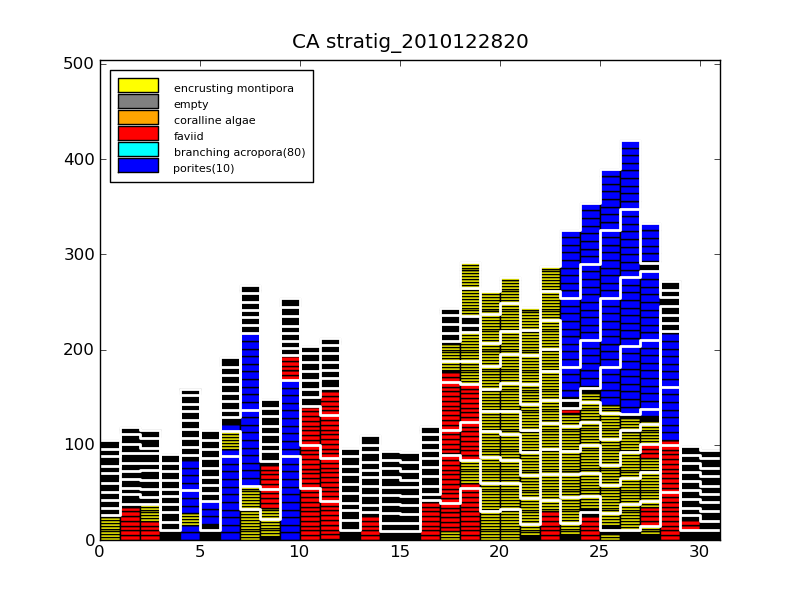 CA stratig_2010122820
500
400
300
200
100
0
encrusting montipora
empty
coralline algae
faviid
branching acropora(80)
porites(10)
0 5 10 15 20 25 30